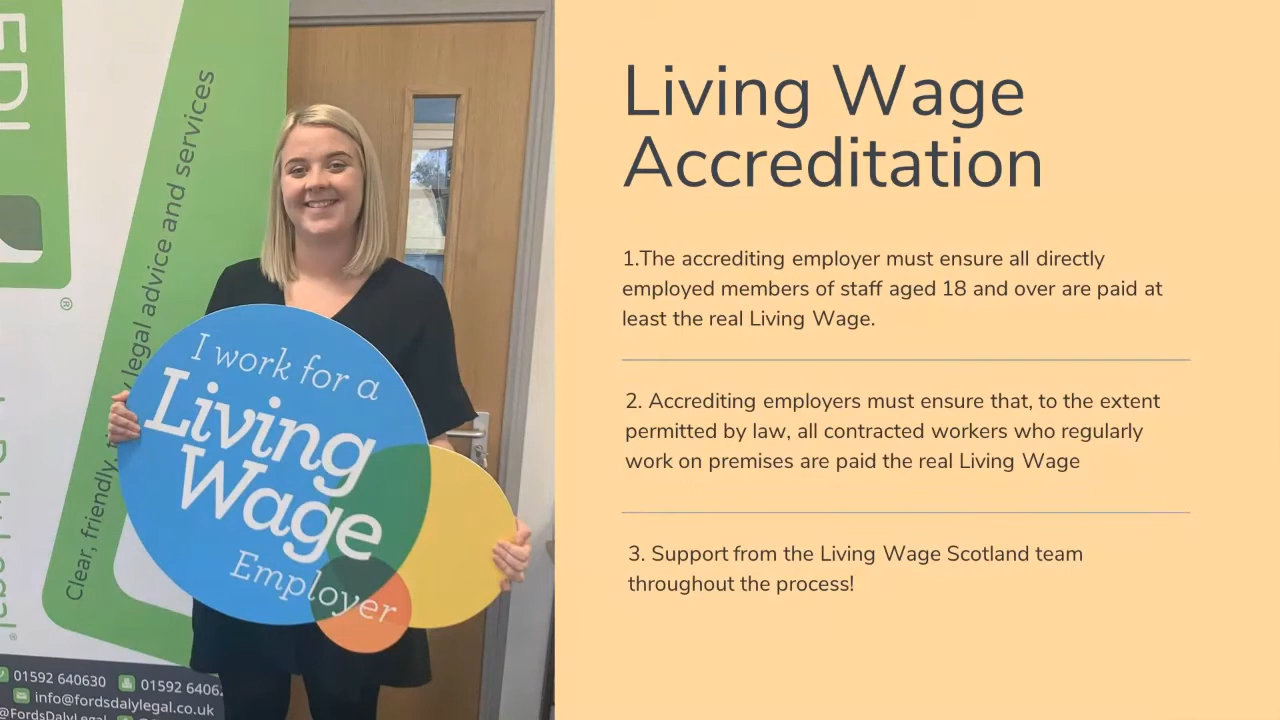 Living Wage
Accreditation
1.The accrediting employer must ensure all directly
employed members of staff aged 18 and over are paid at
least the real Living Wage.
2. Accrediting employers must ensure that, to the extent
permitted by law, all contracted workers who regularly
work on premises are paid the real Living Wage
3. Support from the Living Wage Scotland team
throughout the process!
I work for a
Living
Wage
Employer
legal advice and services
Clear, friendly,
®
Legal®
01592 640630
01592 6406
info@fordsdalylegal.co.uk
@FordsDalyLegal